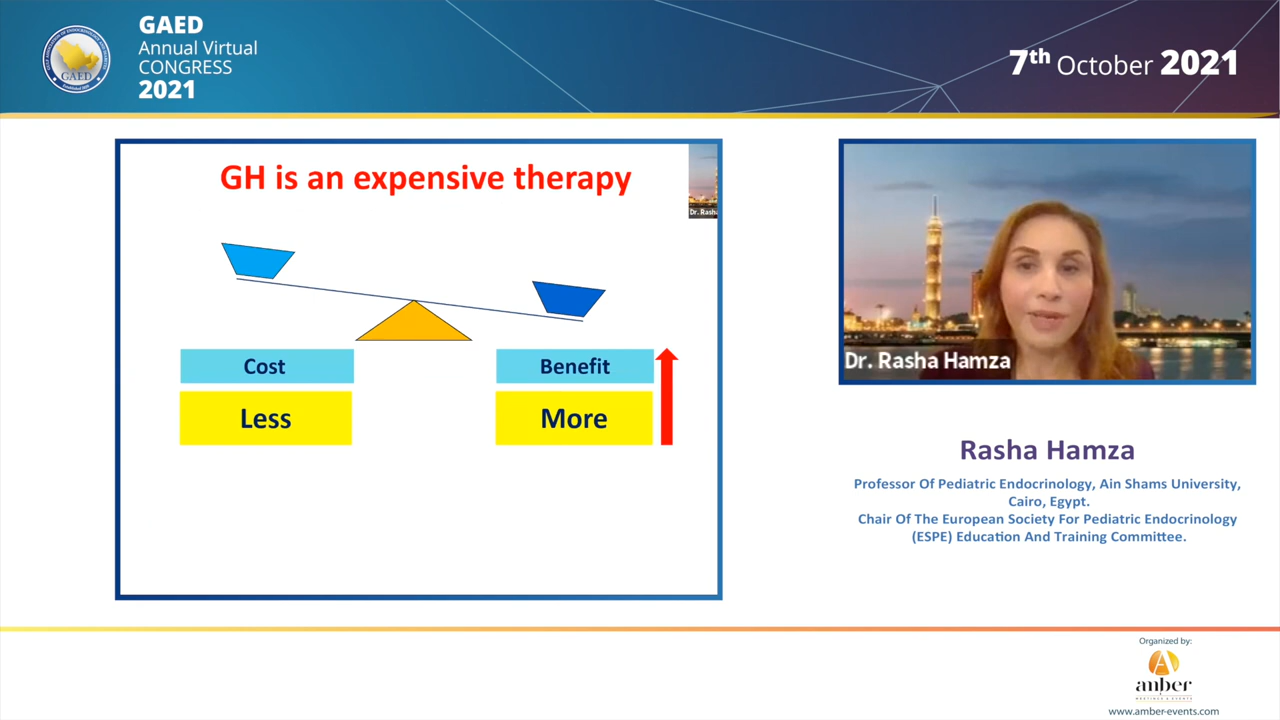 GAED
Annual Virtual
CONGRESS
2021
GAED
7th October 2021
GH is an expensive therapy
Dr. Rasha
Cost
Benefit
Less
More
Dr. Rasha Hamza
Rasha Hamza
Professor Of Pediatric Endocrinology, Ain Shams University,
Cairo, Egypt.
Chair Of The European Society For Pediatric Endocrinology
(ESPE) Education And Training Committee.
Organized by:
anber
www.amber-events.com